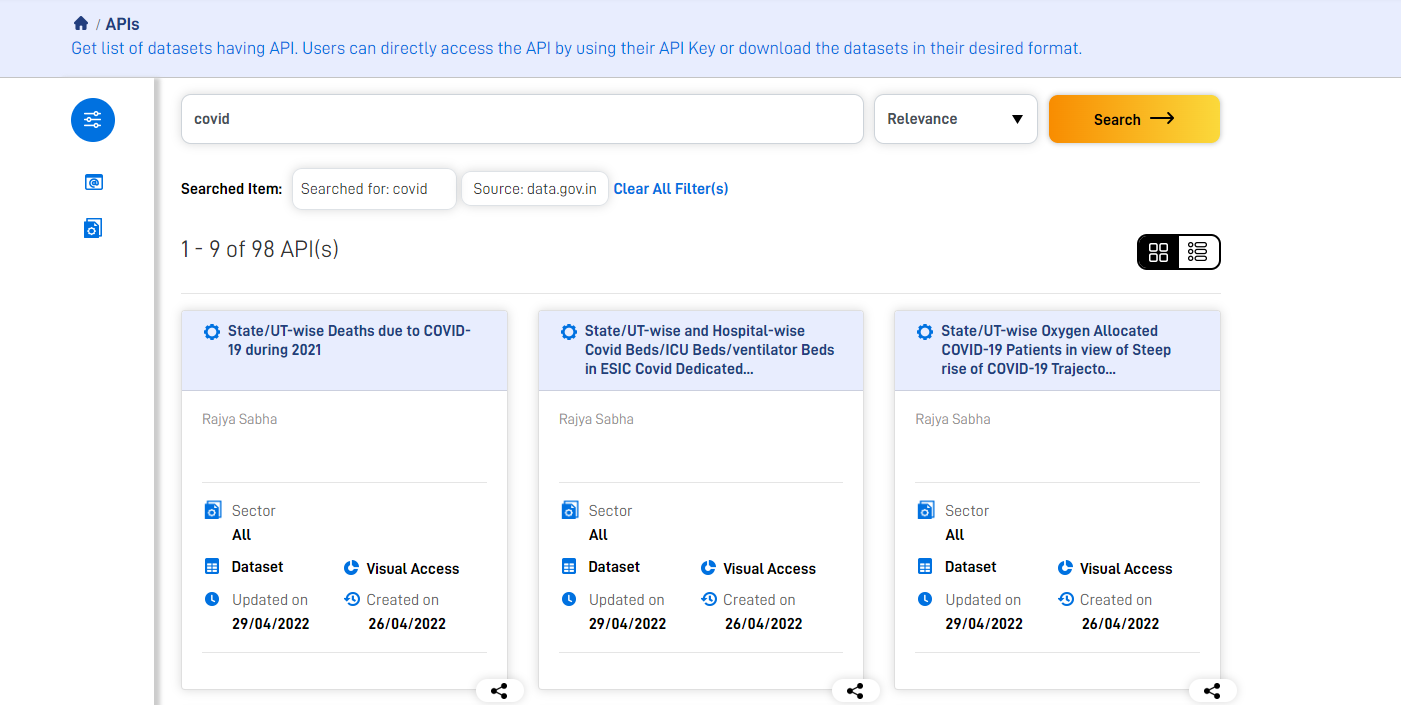 / APIs
Get list of datasets having API. Users can directly access the API by using their API Key or download the datasets in their desired format.
covid
Relevance
Search
Searched Item:
Searched for: covid
Source: data.gov.in
Clear All Filter(s)
1 - 9 of 98 API(s)
State/UT-wise Deaths due to COVID-
19 during 2021
Rajya Sabha
Sector
All
Dataset
Visual Access
Updated on
Created on
29/04/2022
26/04/2022
State/UT-wise and Hospital-wise
Covid Beds/ICU Beds/ventilator Beds
in ESIC Covid Dedicated...
Rajya Sabha
Sector
All
Dataset
Visual Access
Updated on
Created on
29/04/2022
26/04/2022
State/UT-wise Oxygen Allocated
COVID-19 Patients in view of Steep
rise of COVID-19 Trajecto...
Rajya Sabha
Sector
All
Dataset
Visual Access
Updated on
Created on
29/04/2022
26/04/2022